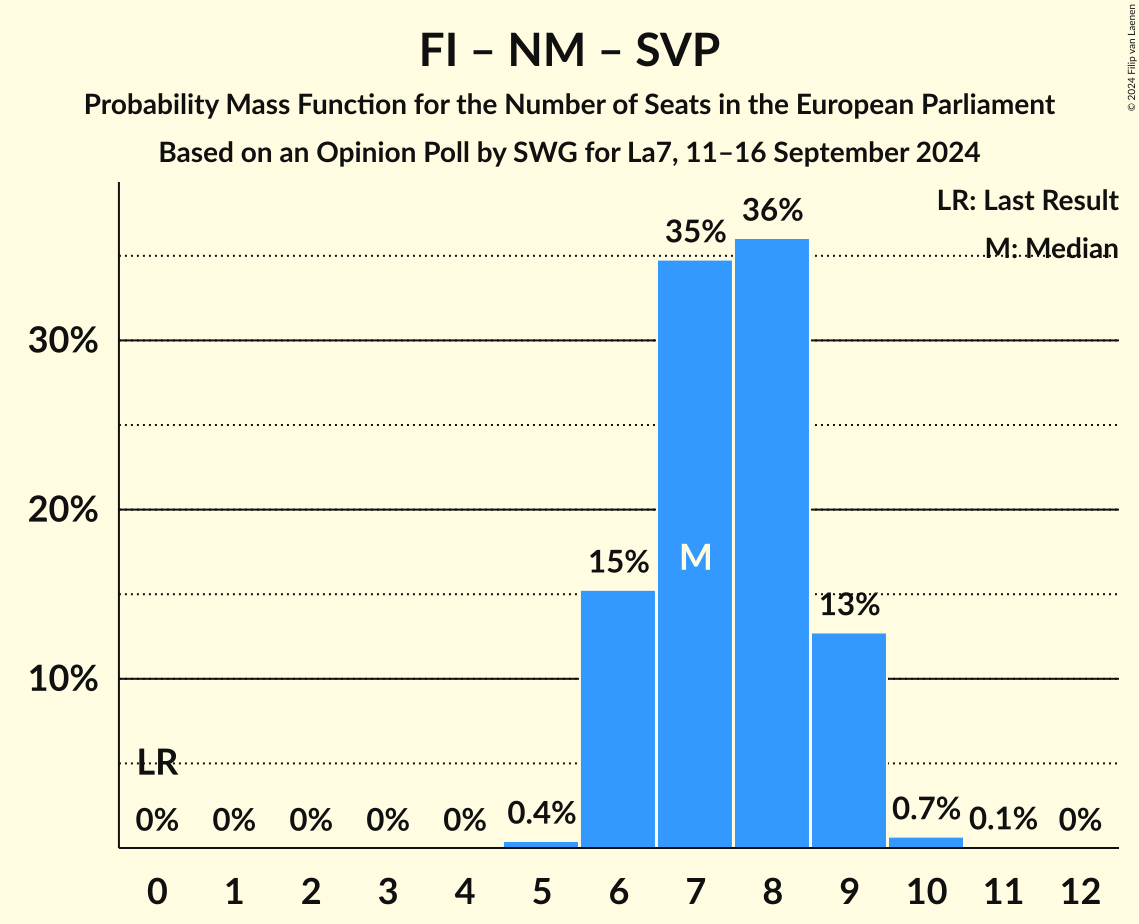 FI – NM – SVP
Probability Mass Function for the Number of Seats in the European Parliament
Based on an Opinion Poll by SWG for La7, 11–16 September 2024
© 2024 Filip van Laenen
LR: Last Result
M: Median
36%
35%
30%
20%
15%
M
13%
10%
LR
0% 0% 0% 0% 0% 0.4% 0.7% 0.1% 0%
0 1 2 3 4 5 6 7 8 9 10 11 12